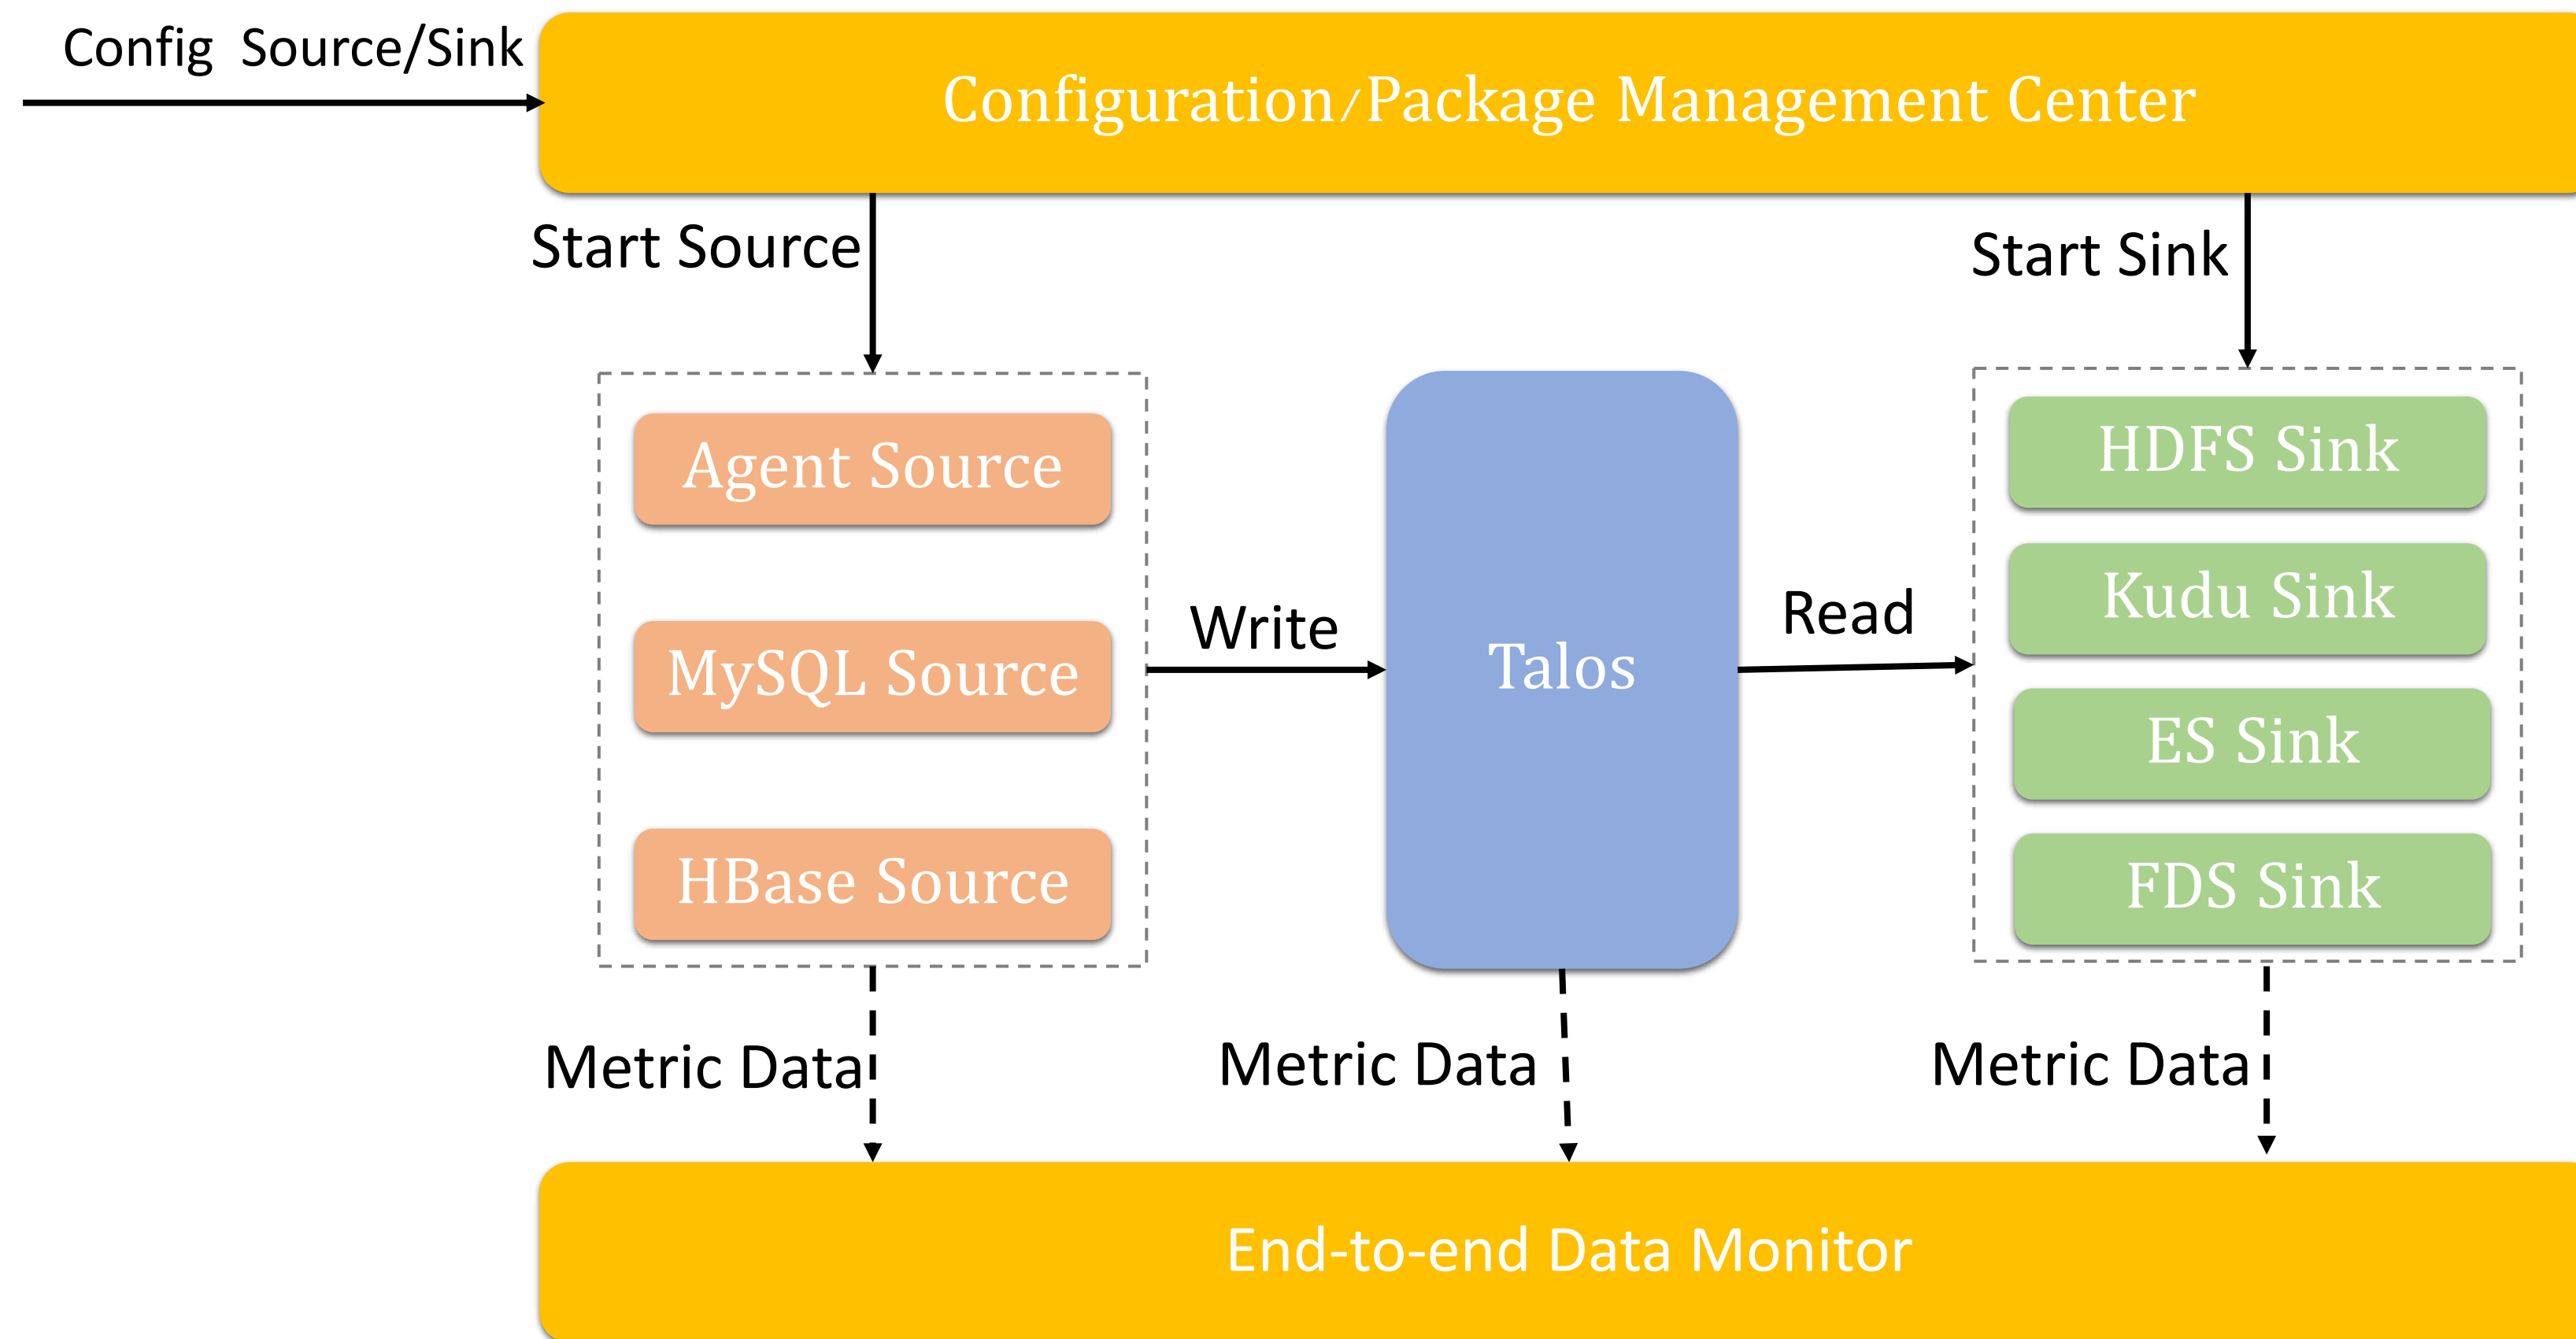 Config Source/Sink
Configuration/Package Management Center
Start Source
Start Sink
Agent Source
MySQL Source
HBase Source
Write
Talos
Read
HDFS Sink
Kudu Sink
ES Sink
FDS Sink
Metric Data
Metric Data
Metric Data
End-to-end Data Monitor